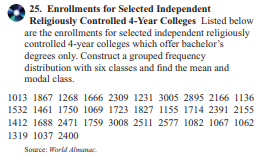 25. Enrollments for Selected Independent
Religiously Controlled 4-Year Colleges Listed below
are the enrollments for selected independent religiously
controlled 4-year colleges which offer bachelor's
degrees only. Construct a grouped frequency
distribution with six classes and find the mean and
modal class.
1013 1867 1268 1666 2309 1231 3005 2895 2166 1136
1532 1461 1750 1069 1723 1827 1155 1714 2391 2155
1412 1688 2471 1759 3008 2511 2577 1082 1067 1062
1319 1037 2400
Source: World Almanac.